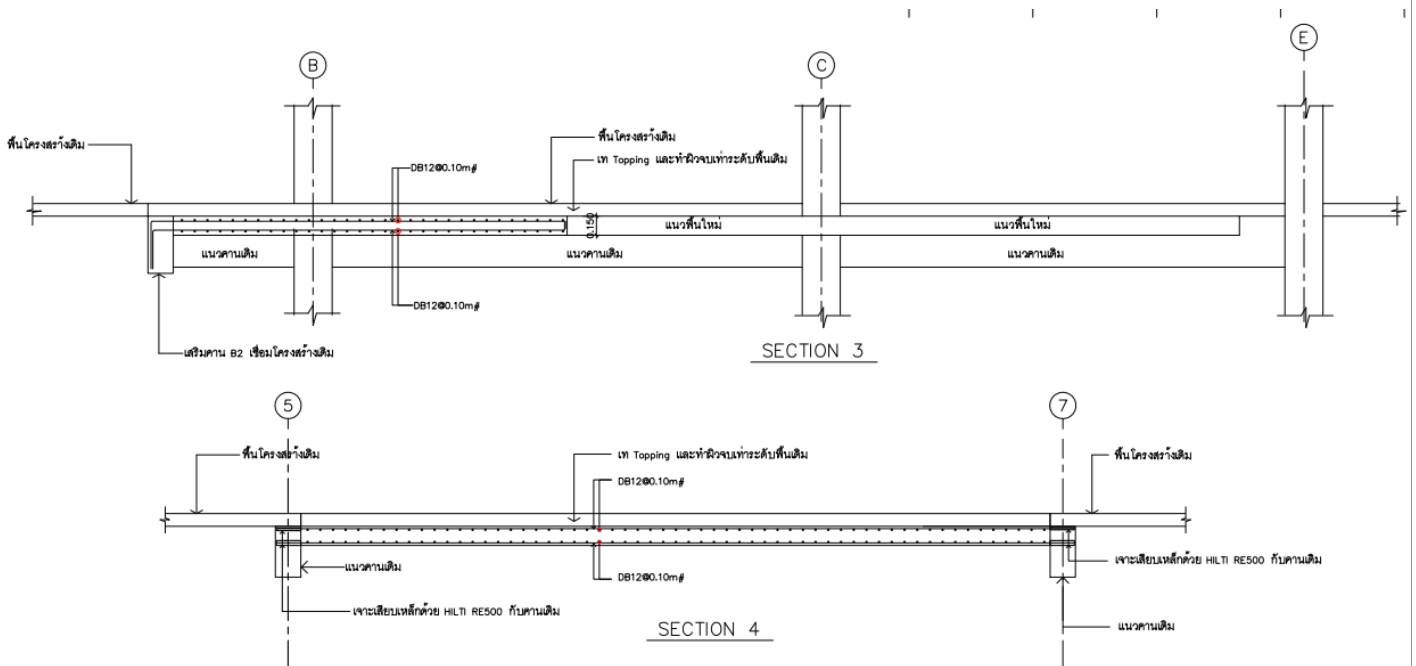 B
C
E
พื้นโครงสร้างเดิม
DB12@0.10m#
พื้นโครงสร้างเดิม
เท Topping และทำผิวจบเท่าระดับพื้นเดิม
0.150
แนวพื้นใหม่
แนวพื้นใหม่
แนวคานเดิม
แนวคานเดิม
แนวคานเดิม
DB12@0.10m#
เสริมคาน B2 เชื่อมโครงสร้างเดิม
SECTION 3
5
7
พื้นโครงสร้างเดิม
เท Topping และทำผิวจบเท่าระดับพื้นเดิม
พื้นโครงสร้างเดิม
DB12@0.10m#
แนวคานเดิม
DB12@0.10m#
เจาะเสียบเหล็กด้วย HILTI RE500 กับคานเดิม
เจาะเสียบเหล็กด้วย HILTI RE500 กับคานเดิม
SECTION 4
แนวคานเดิม